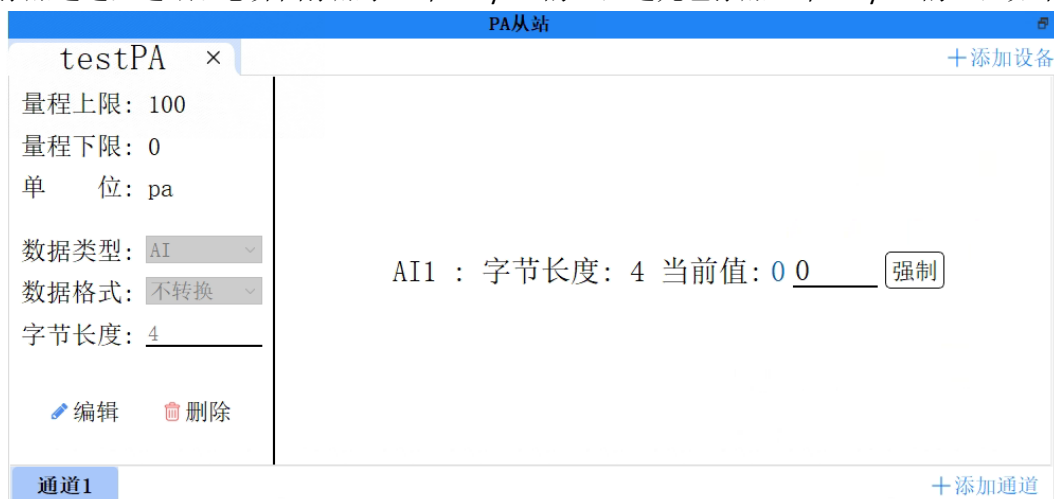 PA从站
testPA ×
十添加设备
量程上限: 100
量程下限: 0
单 位: pa
数据类型: AI
数据格式: 不转换
字节长度: 4
编辑 删除
AI1 : 字节长度: 4 当前值: 0 0 强制
通道1
十添加通道